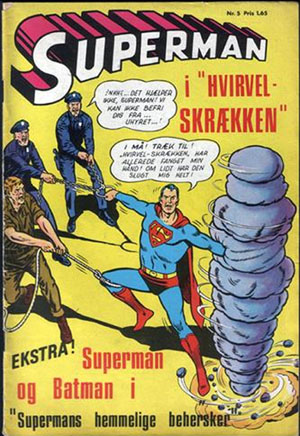 Nr. 5 Pris 1,65
SUPERMAN
i "HVIRVEL-
SKRÆKKEN"
UNNF... DET HJÆLPER
IKKE, SUPERMAN! VI
KAN IKKE BEFRI
DIG FRA ...
UHYRET...!
I MÅ! TRÆK TIL!
HVIRVEL-SKRÆKKEN, HAR
ALLEREDE FANGET MIN
HÅND! OM LIDT HAR DEN
SLUGT MIG HELT!
S
EKSTRA!
Superman
og Batman i
"Supermans hemmelige behersker"